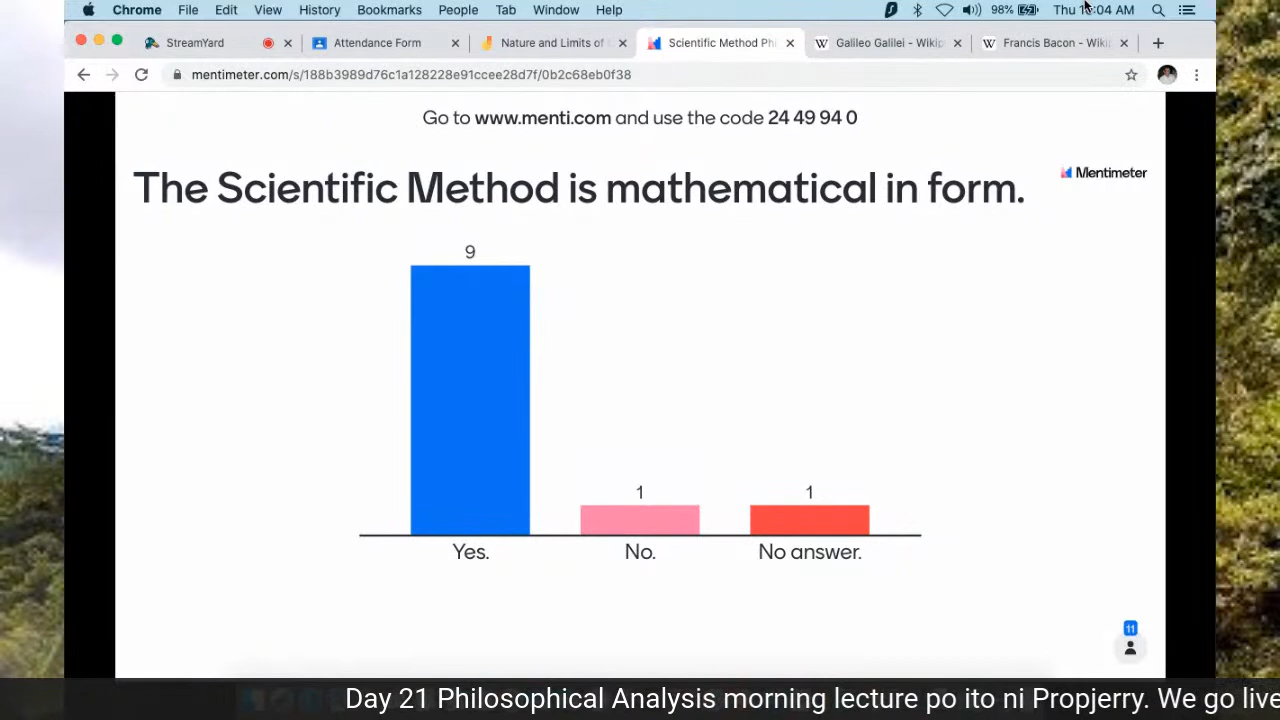 Chrome File Edit View History Bookmarks People Tab Window Help 98% Thu
StreamYard Attendance Form Nature and Limits of Scientific Method Phi Galileo Galilei - Wikip Francis Bacon - Wiki
mentimeter.com/s/188b3989d76c1a128228e91ccee28d7f/0b2c68eb0f38
Go to www.menti.com and use the code 24 49 94 0
The Scientific Method is mathematical in form.
Mentimeter
9
1
1
Yes.
No.
No answer.
11
Day 21 Philosophical Analysis morning lecture po ito ni Propjerry. We go live